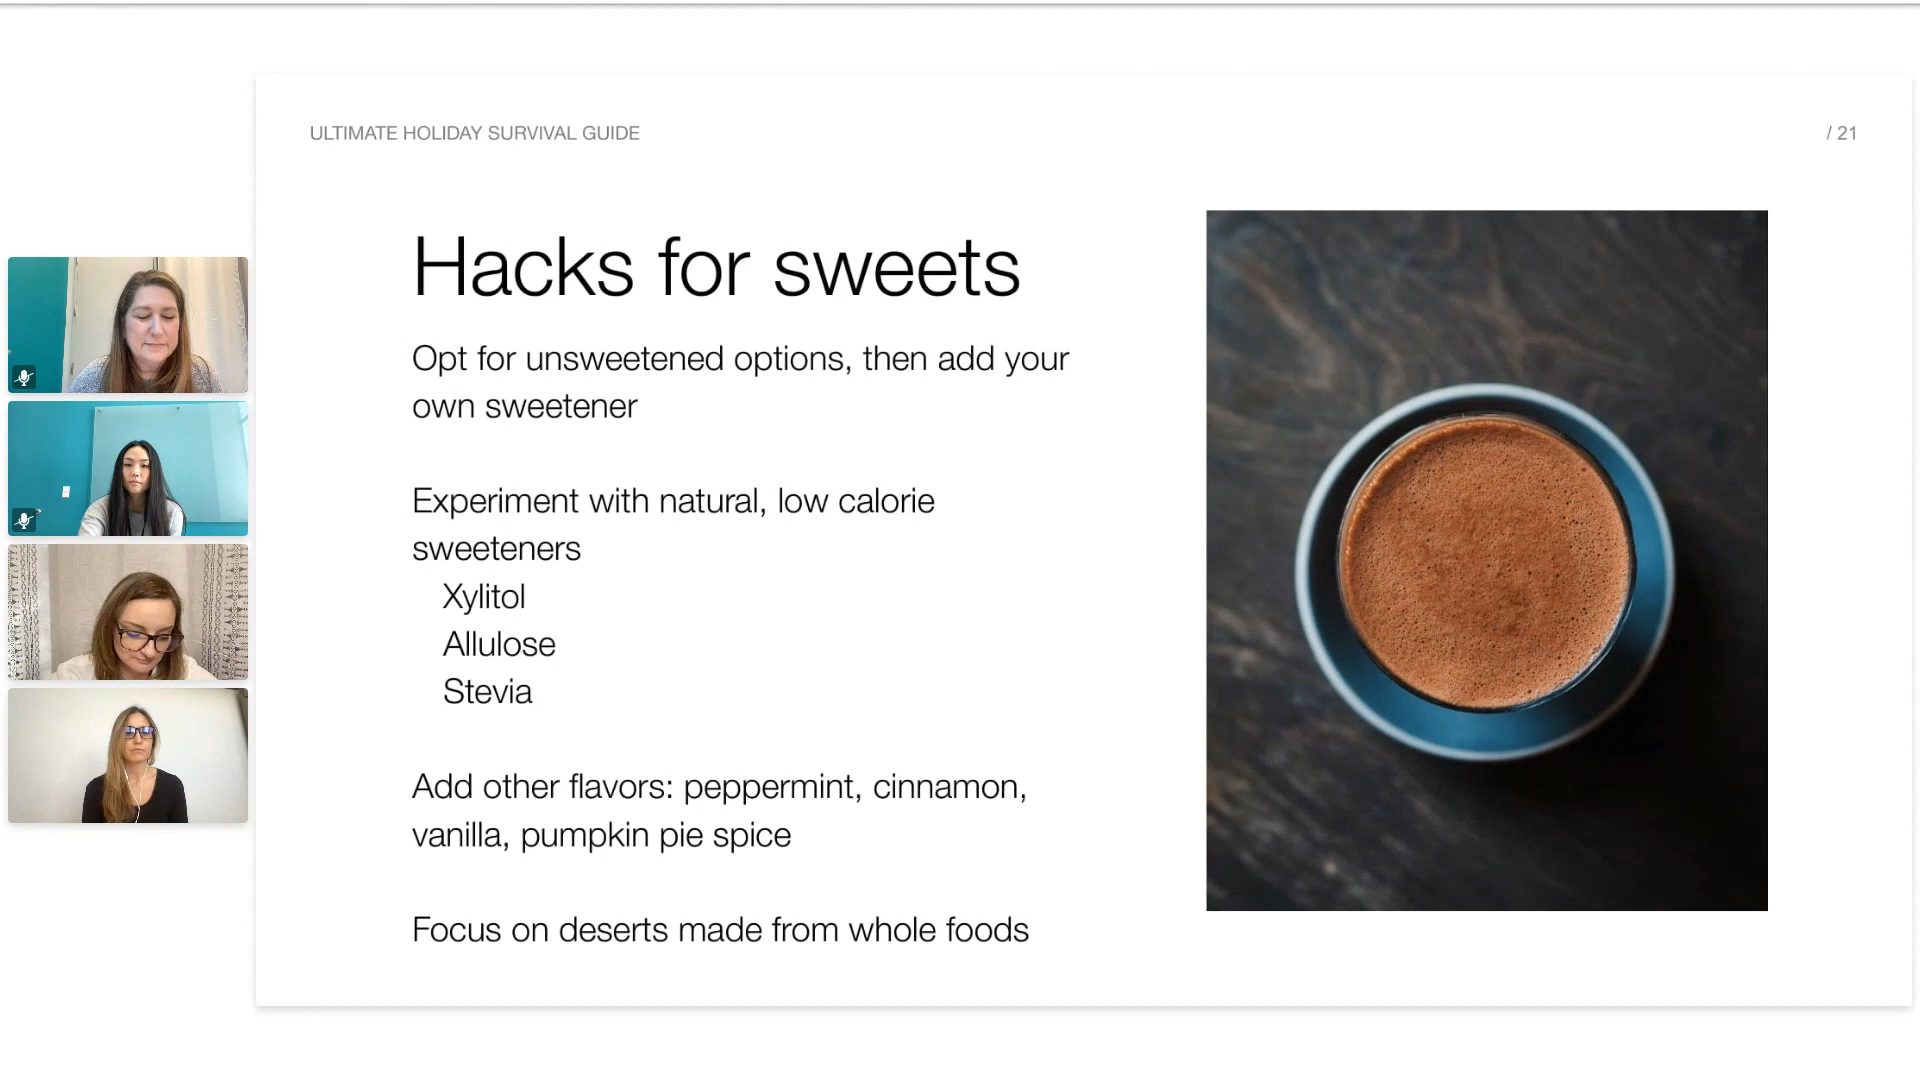 ULTIMATE HOLIDAY SURVIVAL GUIDE
/ 21
Hacks for sweets
Opt for unsweetened options, then add your
own sweetener
Experiment with natural, low calorie
sweeteners
Xylitol
Allulose
Stevia
Add other flavors: peppermint, cinnamon,
vanilla, pumpkin pie spice
Focus on deserts made from whole foods